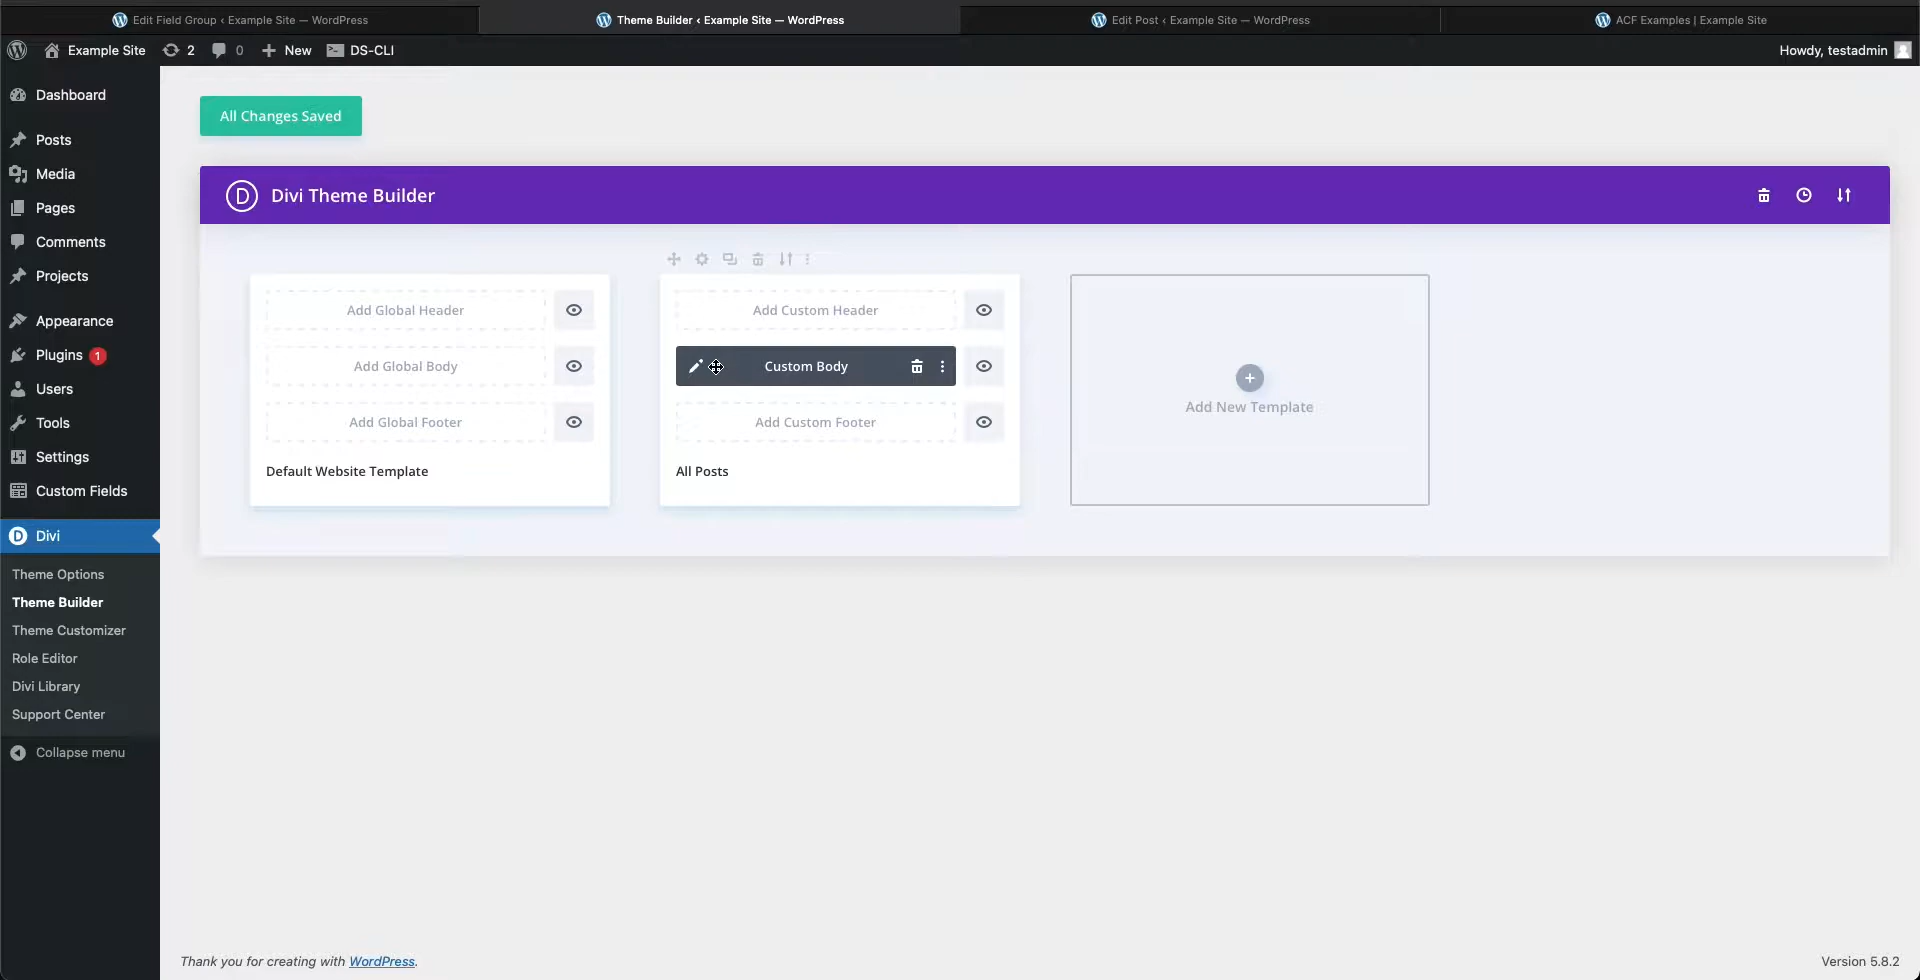 Edit Field Group ‹ Example Site — WordPress
Theme Builder ‹ Example Site — WordPress
Edit Post ‹ Example Site — WordPress
ACF Examples | Example Site
Example Site
2
0
New
DS-CLI
Howdy, testadmin
Dashboard
Posts
Media
Pages
Comments
Projects
Appearance
Plugins 1
Users
Tools
Settings
Custom Fields
D Divi
Theme Options
Theme Builder
Theme Customizer
Role Editor
Divi Library
Support Center
Collapse menu
All Changes Saved
D Divi Theme Builder
Add Global Header
Add Global Body
Add Global Footer
Default Website Template
Add Custom Header
Custom Body
Add Custom Footer
All Posts
Add New Template
Thank you for creating with WordPress.
Version 5.8.2